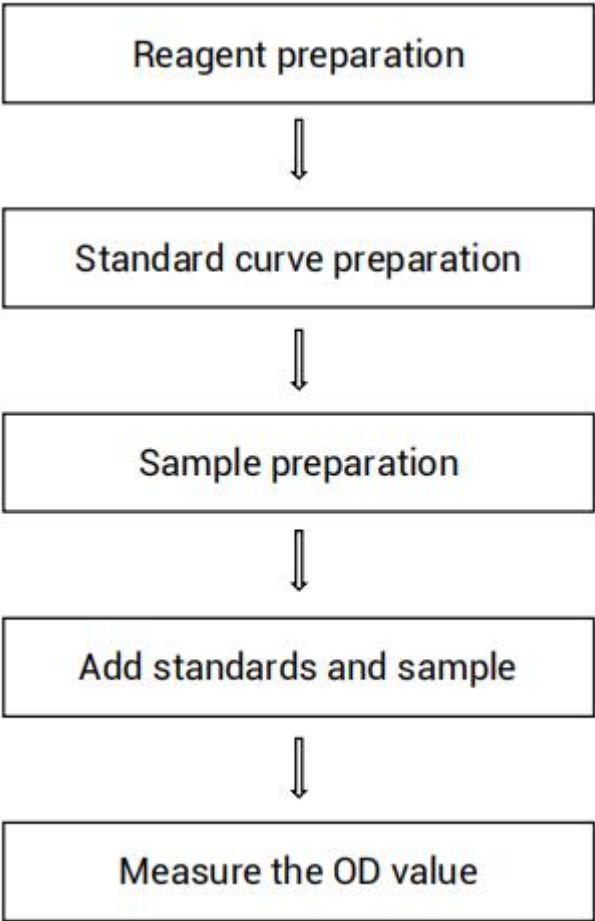 Reagent preparation
Standard curve preparation
Sample preparation
Add standards and sample
Measure the OD value